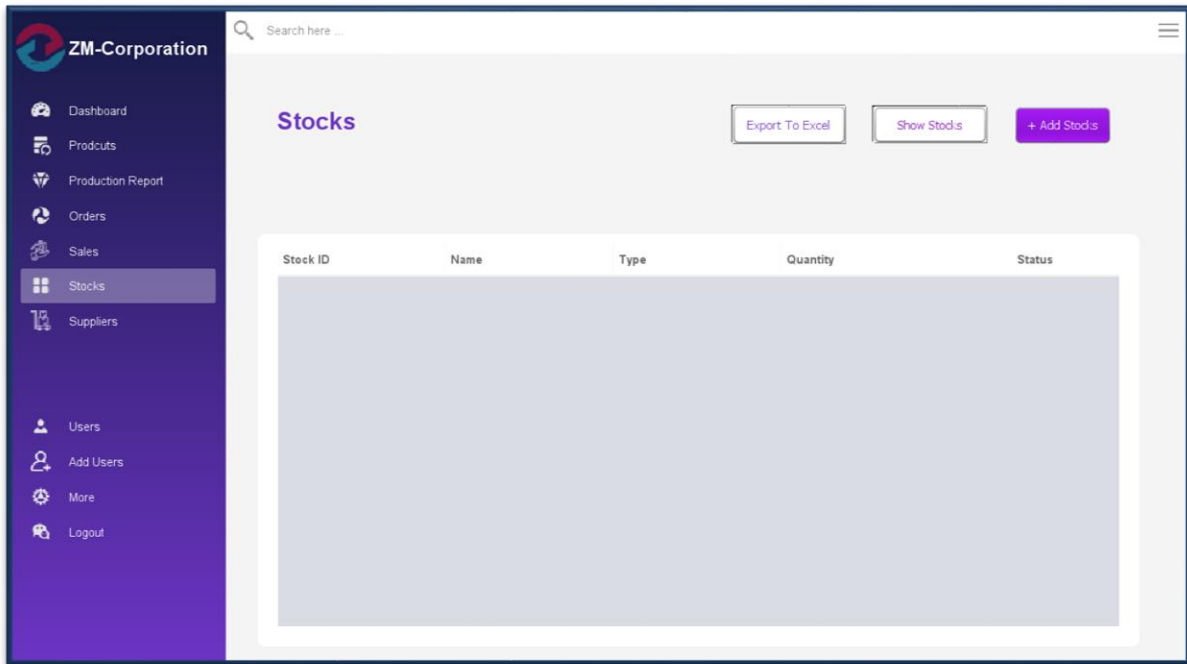 ZM-Corporation
Search here ...
Dashboard
Prodcuts
Production Report
Orders
Sales
Stocks
Suppliers
Users
Add Users
More
Logout
Stocks
Export To Excel
Show Stocks
+ Add Stocks
Stock ID Name Type Quantity Status